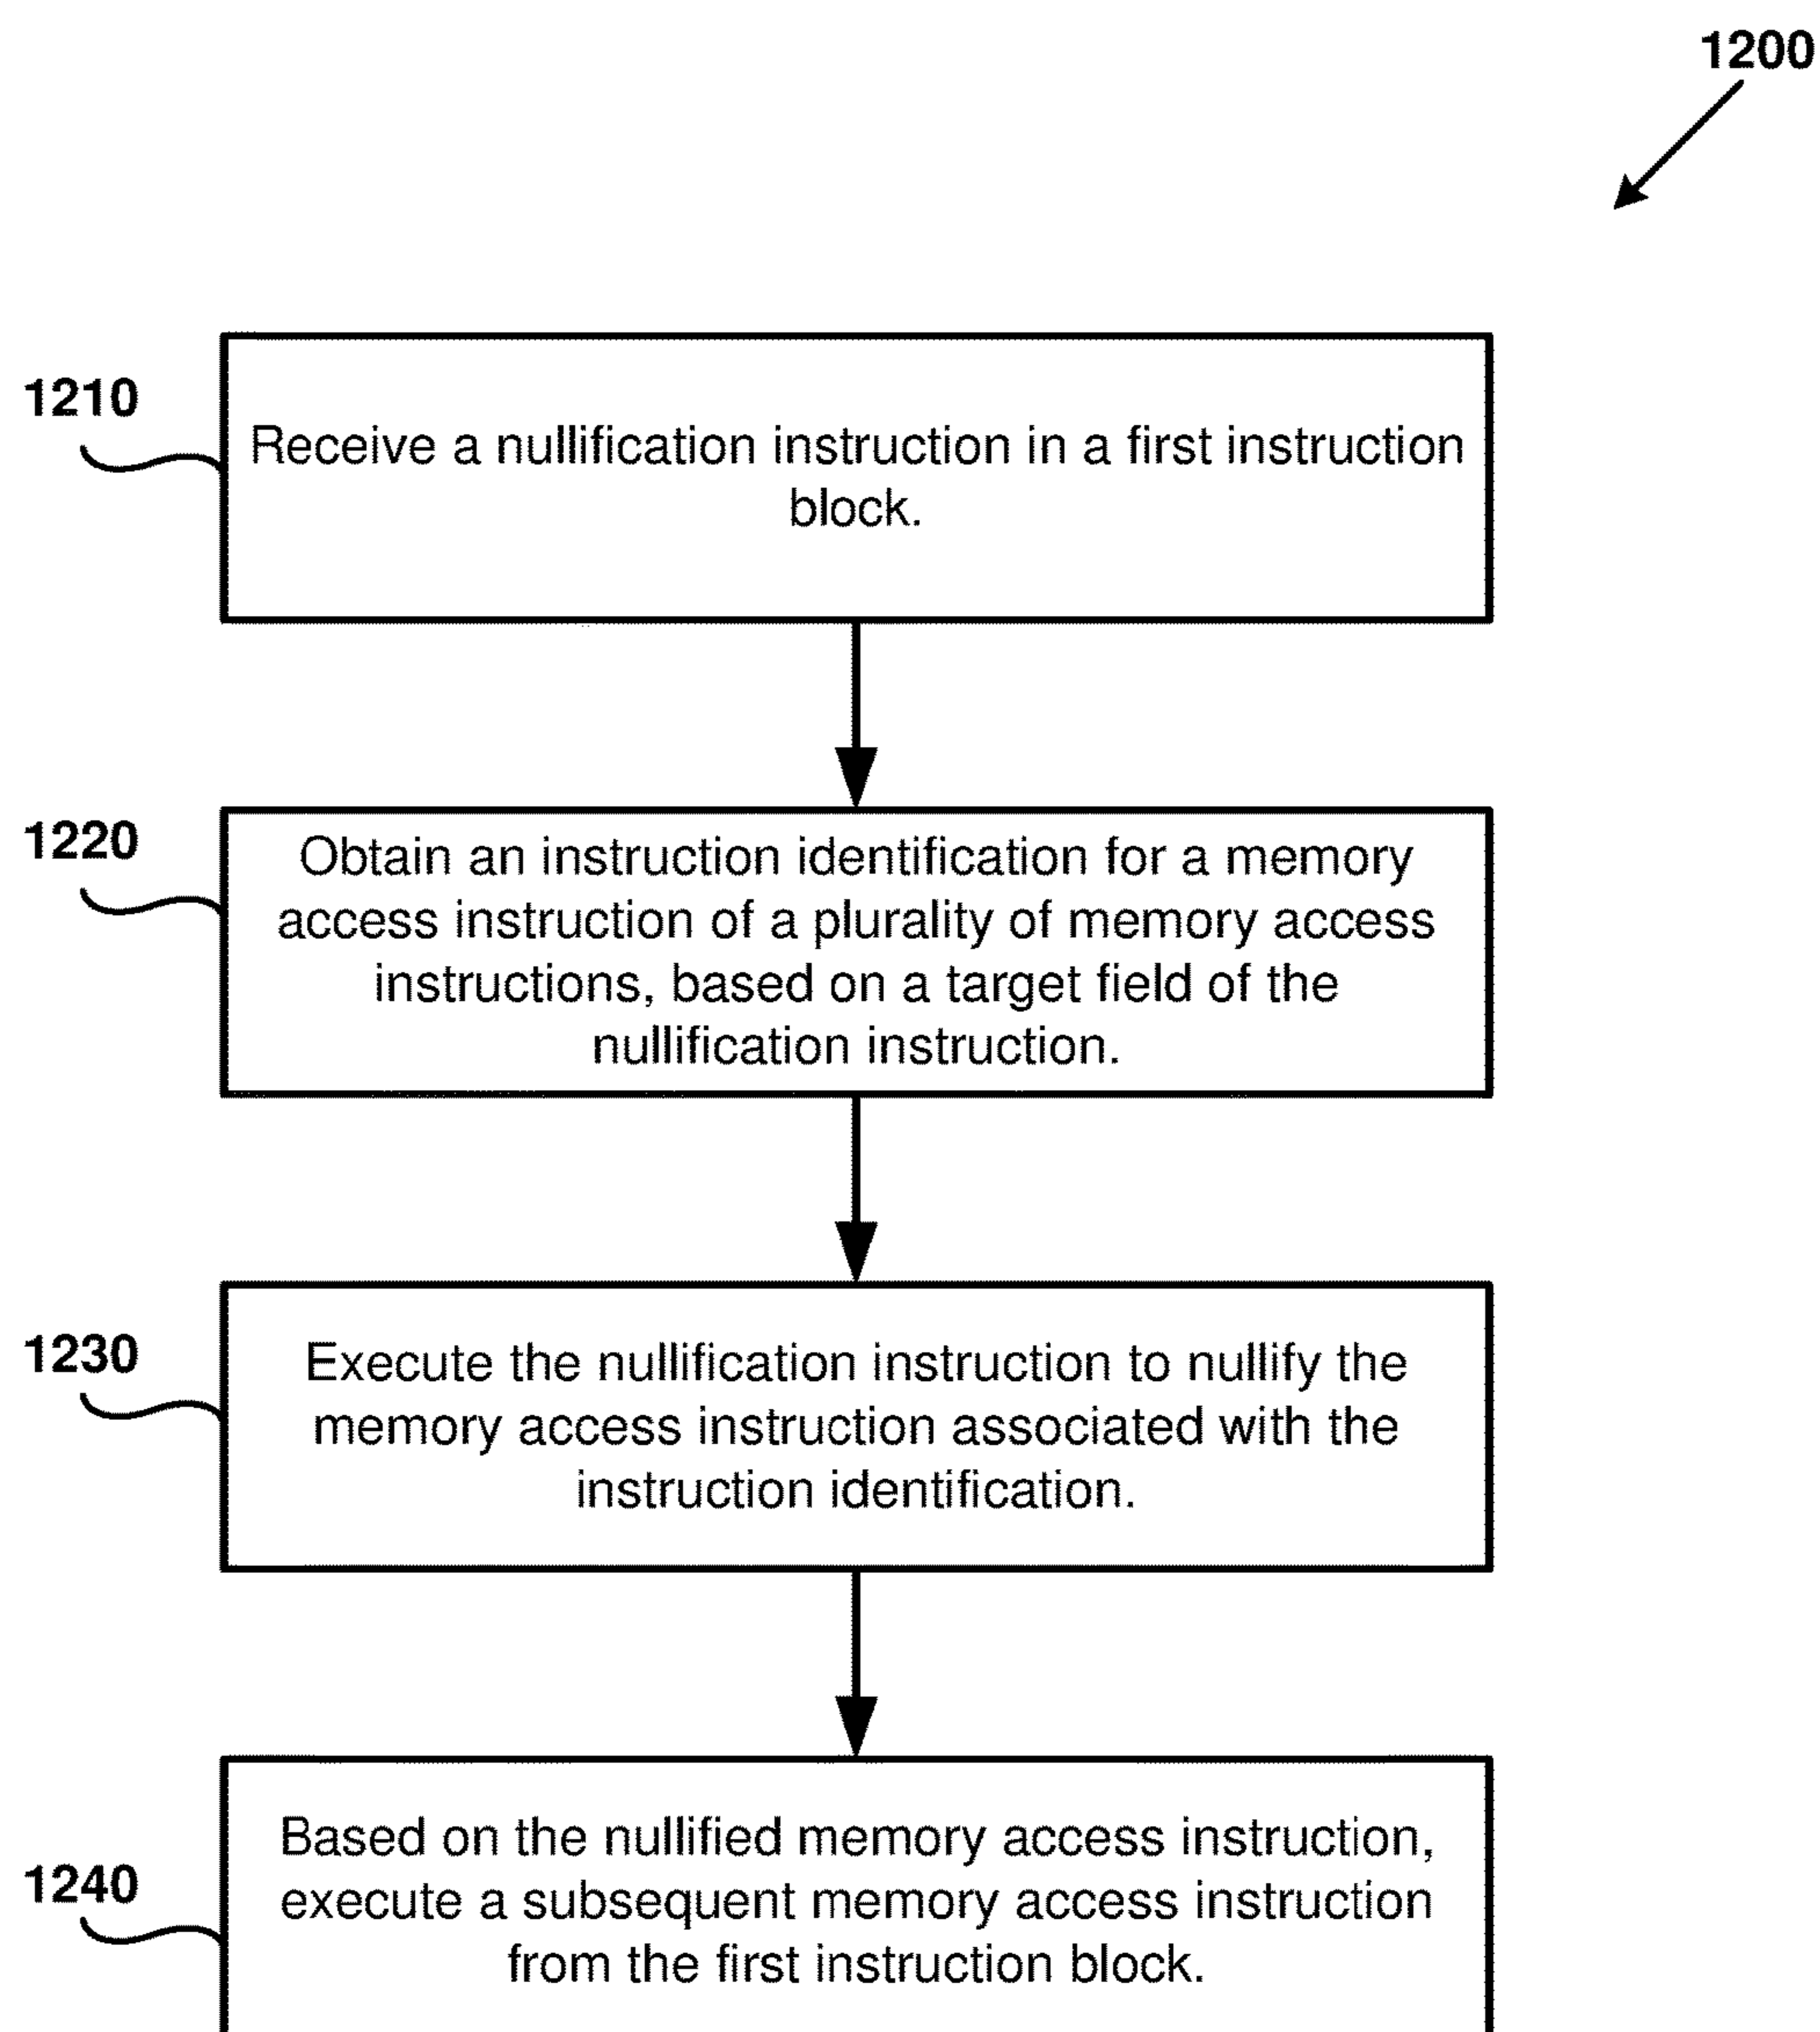 1200
1210
Receive a nullification instruction in a first instruction
block.
1220
Obtain an instruction identification for a memory
access instruction of a plurality of memory access
instructions, based on a target field of the
nullification instruction.
1230
Execute the nullification instruction to nullify the
memory access instruction associated with the
instruction identification.
1240
Based on the nullified memory access instruction,
execute a subsequent memory access instruction
from the first instruction block.